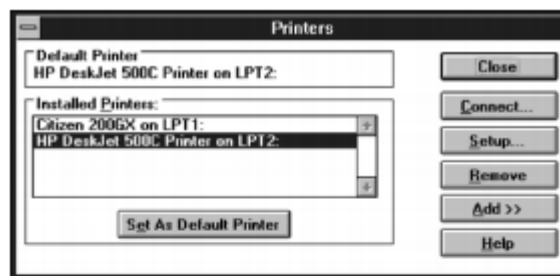 Printers
Default Printer
HP DeskJet 500C Printer on LPT2:
Close
Installed Printers:
Connect...
Citizen 200GX on LPT1:
HP DeskJet 500C Printer on LPT2:
Setup...
Remove
Add >>
Set As Default Printer
Help